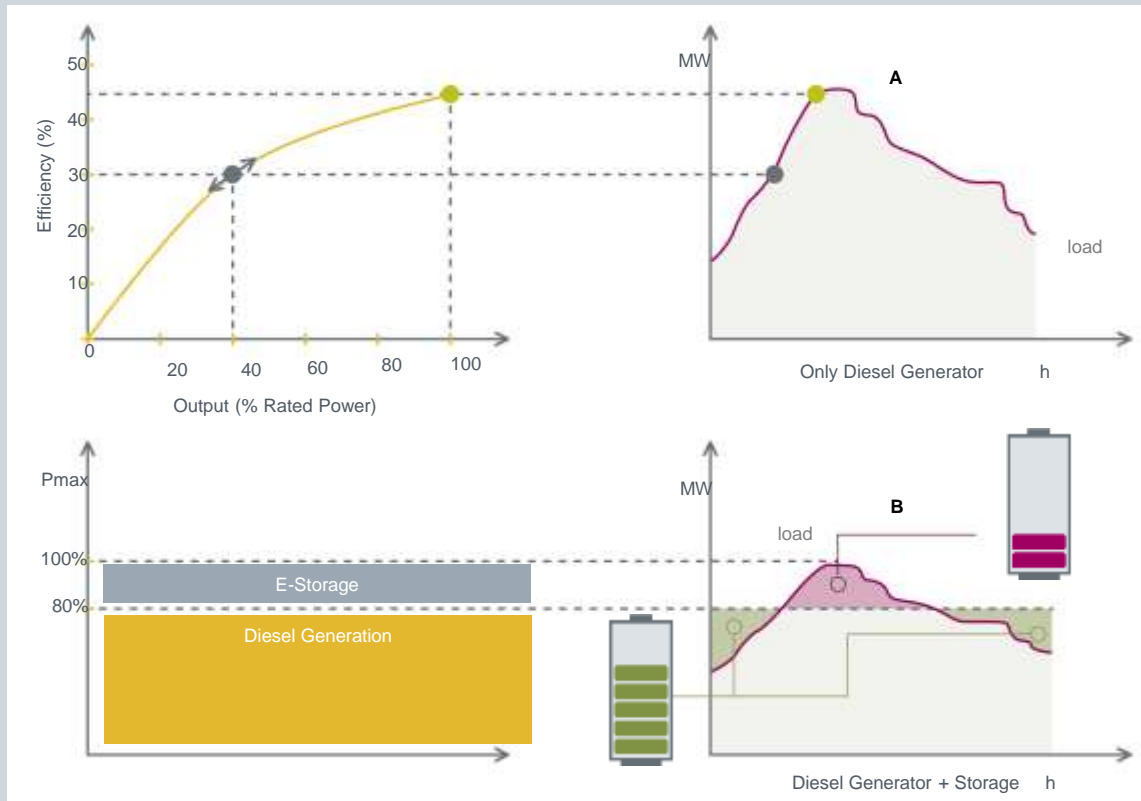 50
40
30
20
10
0
Efficiency (%)
20
40
60
80
100
Output (% Rated Power)
MW
A
load
Only Diesel Generator
h
Pmax
100%
80%
E-Storage
Diesel Generation
MW
B
load
Diesel Generator + Storage
h